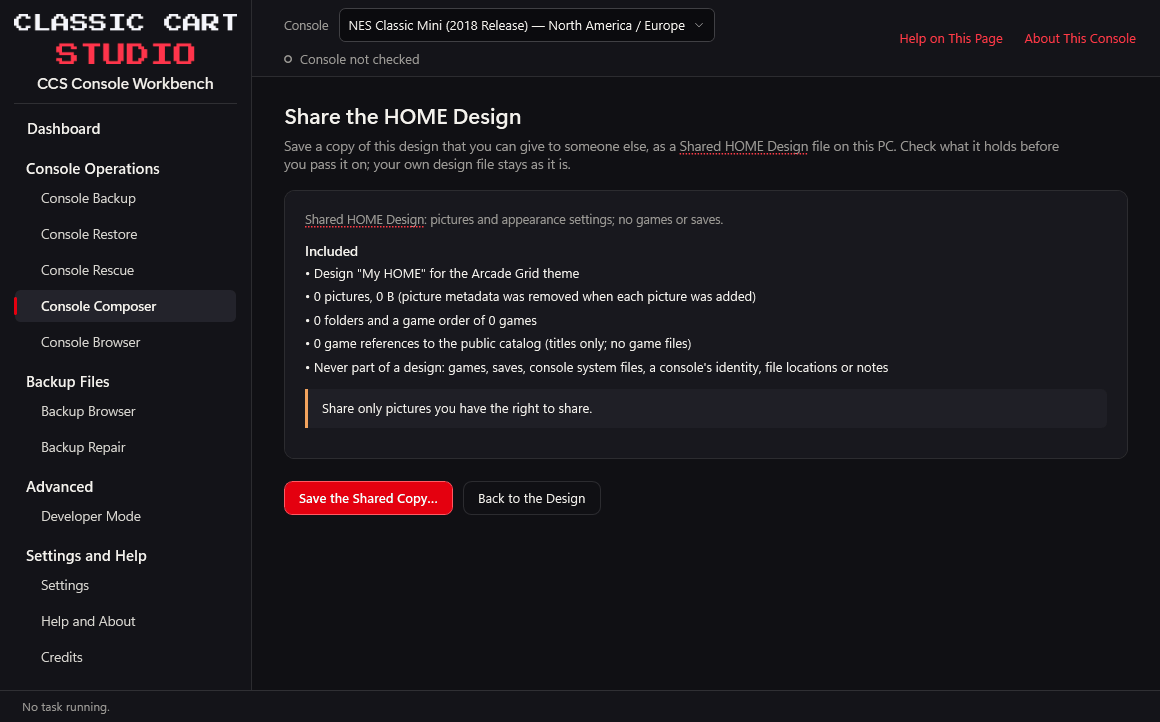 CLASSIC CART
STUDIO
CCS Console Workbench
Dashboard
Console Operations
Console Backup
Console Restore
Console Rescue
Console Composer
Console Browser
Backup Files
Backup Browser
Backup Repair
Advanced
Developer Mode
Settings and Help
Settings
Help and About
Credits
Console
NES Classic Mini (2018 Release) — North America / Europe
Console not checked
Help on This Page
About This Console
Share the HOME Design
Save a copy of this design that you can give to someone else, as a Shared HOME Design file on this PC. Check what it holds before
you pass it on; your own design file stays as it is.
Shared HOME Design: pictures and appearance settings; no games or saves.
Included
• Design "My HOME" for the Arcade Grid theme
• 0 pictures, 0 B (picture metadata was removed when each picture was added)
• 0 folders and a game order of 0 games
• 0 game references to the public catalog (titles only; no game files)
• Never part of a design: games, saves, console system files, a console's identity, file locations or notes
Share only pictures you have the right to share.
Save the Shared Copy...
Back to the Design
No task running.